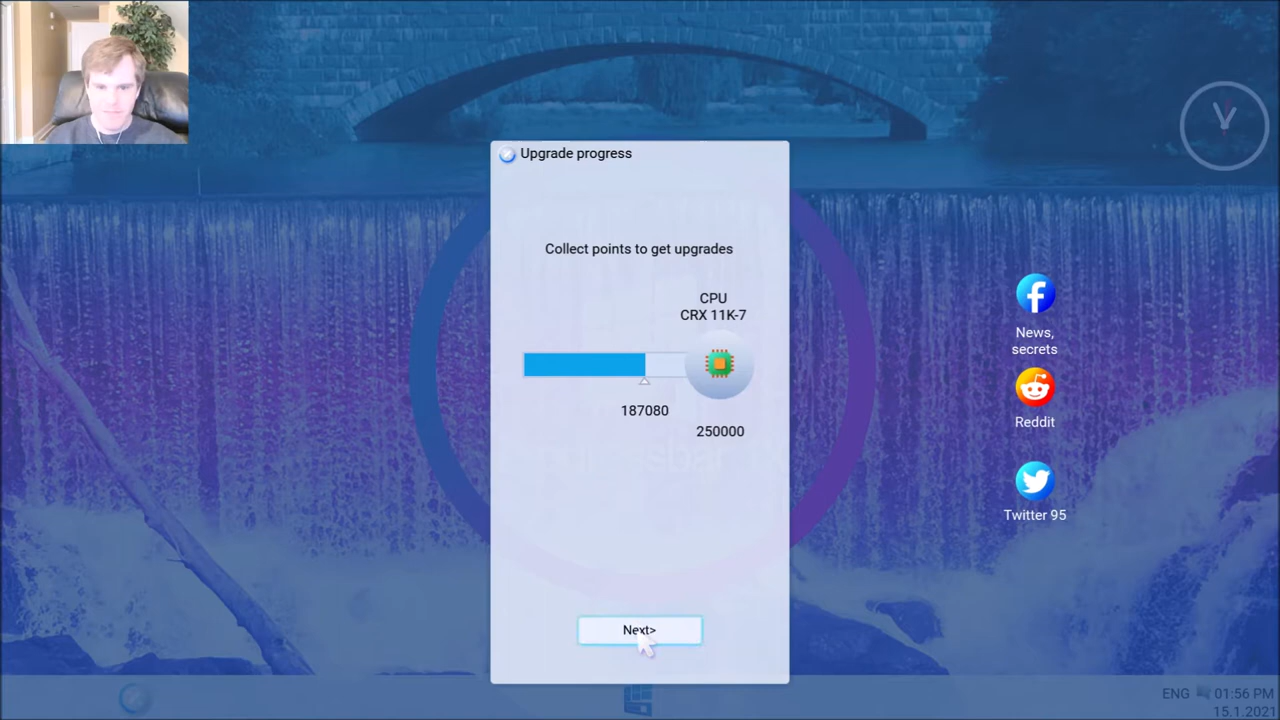 Upgrade progress
Collect points to get upgrades
CPU
CRX 11K-7
187080
250000
Next>
News,
secrets
Reddit
Twitter 95
ENG
01:56 PM
15.1.2021